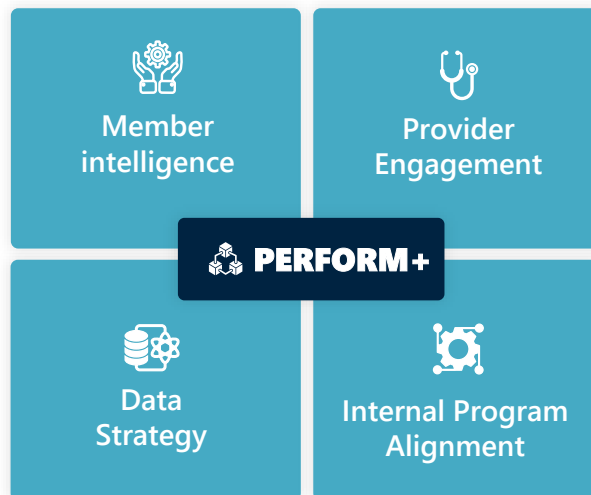 Member
intelligence
Provider
Engagement
PERFORM+
Data
Strategy
Internal Program
Alignment